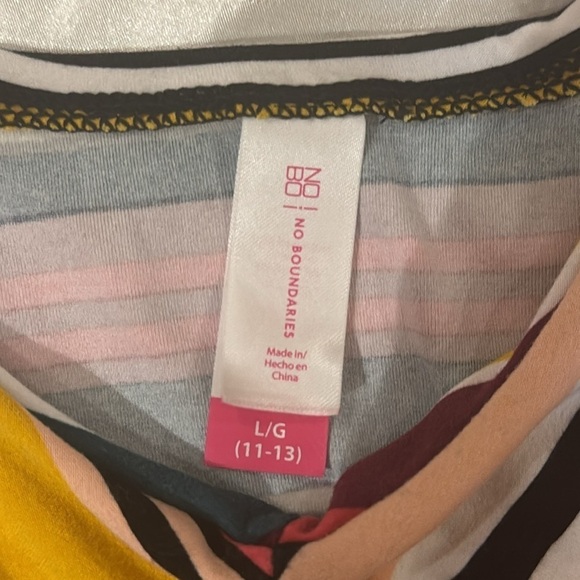 NO
BO
NO BOUNDARIES
Made in/
Hecho en
China
L/G
(11-13)